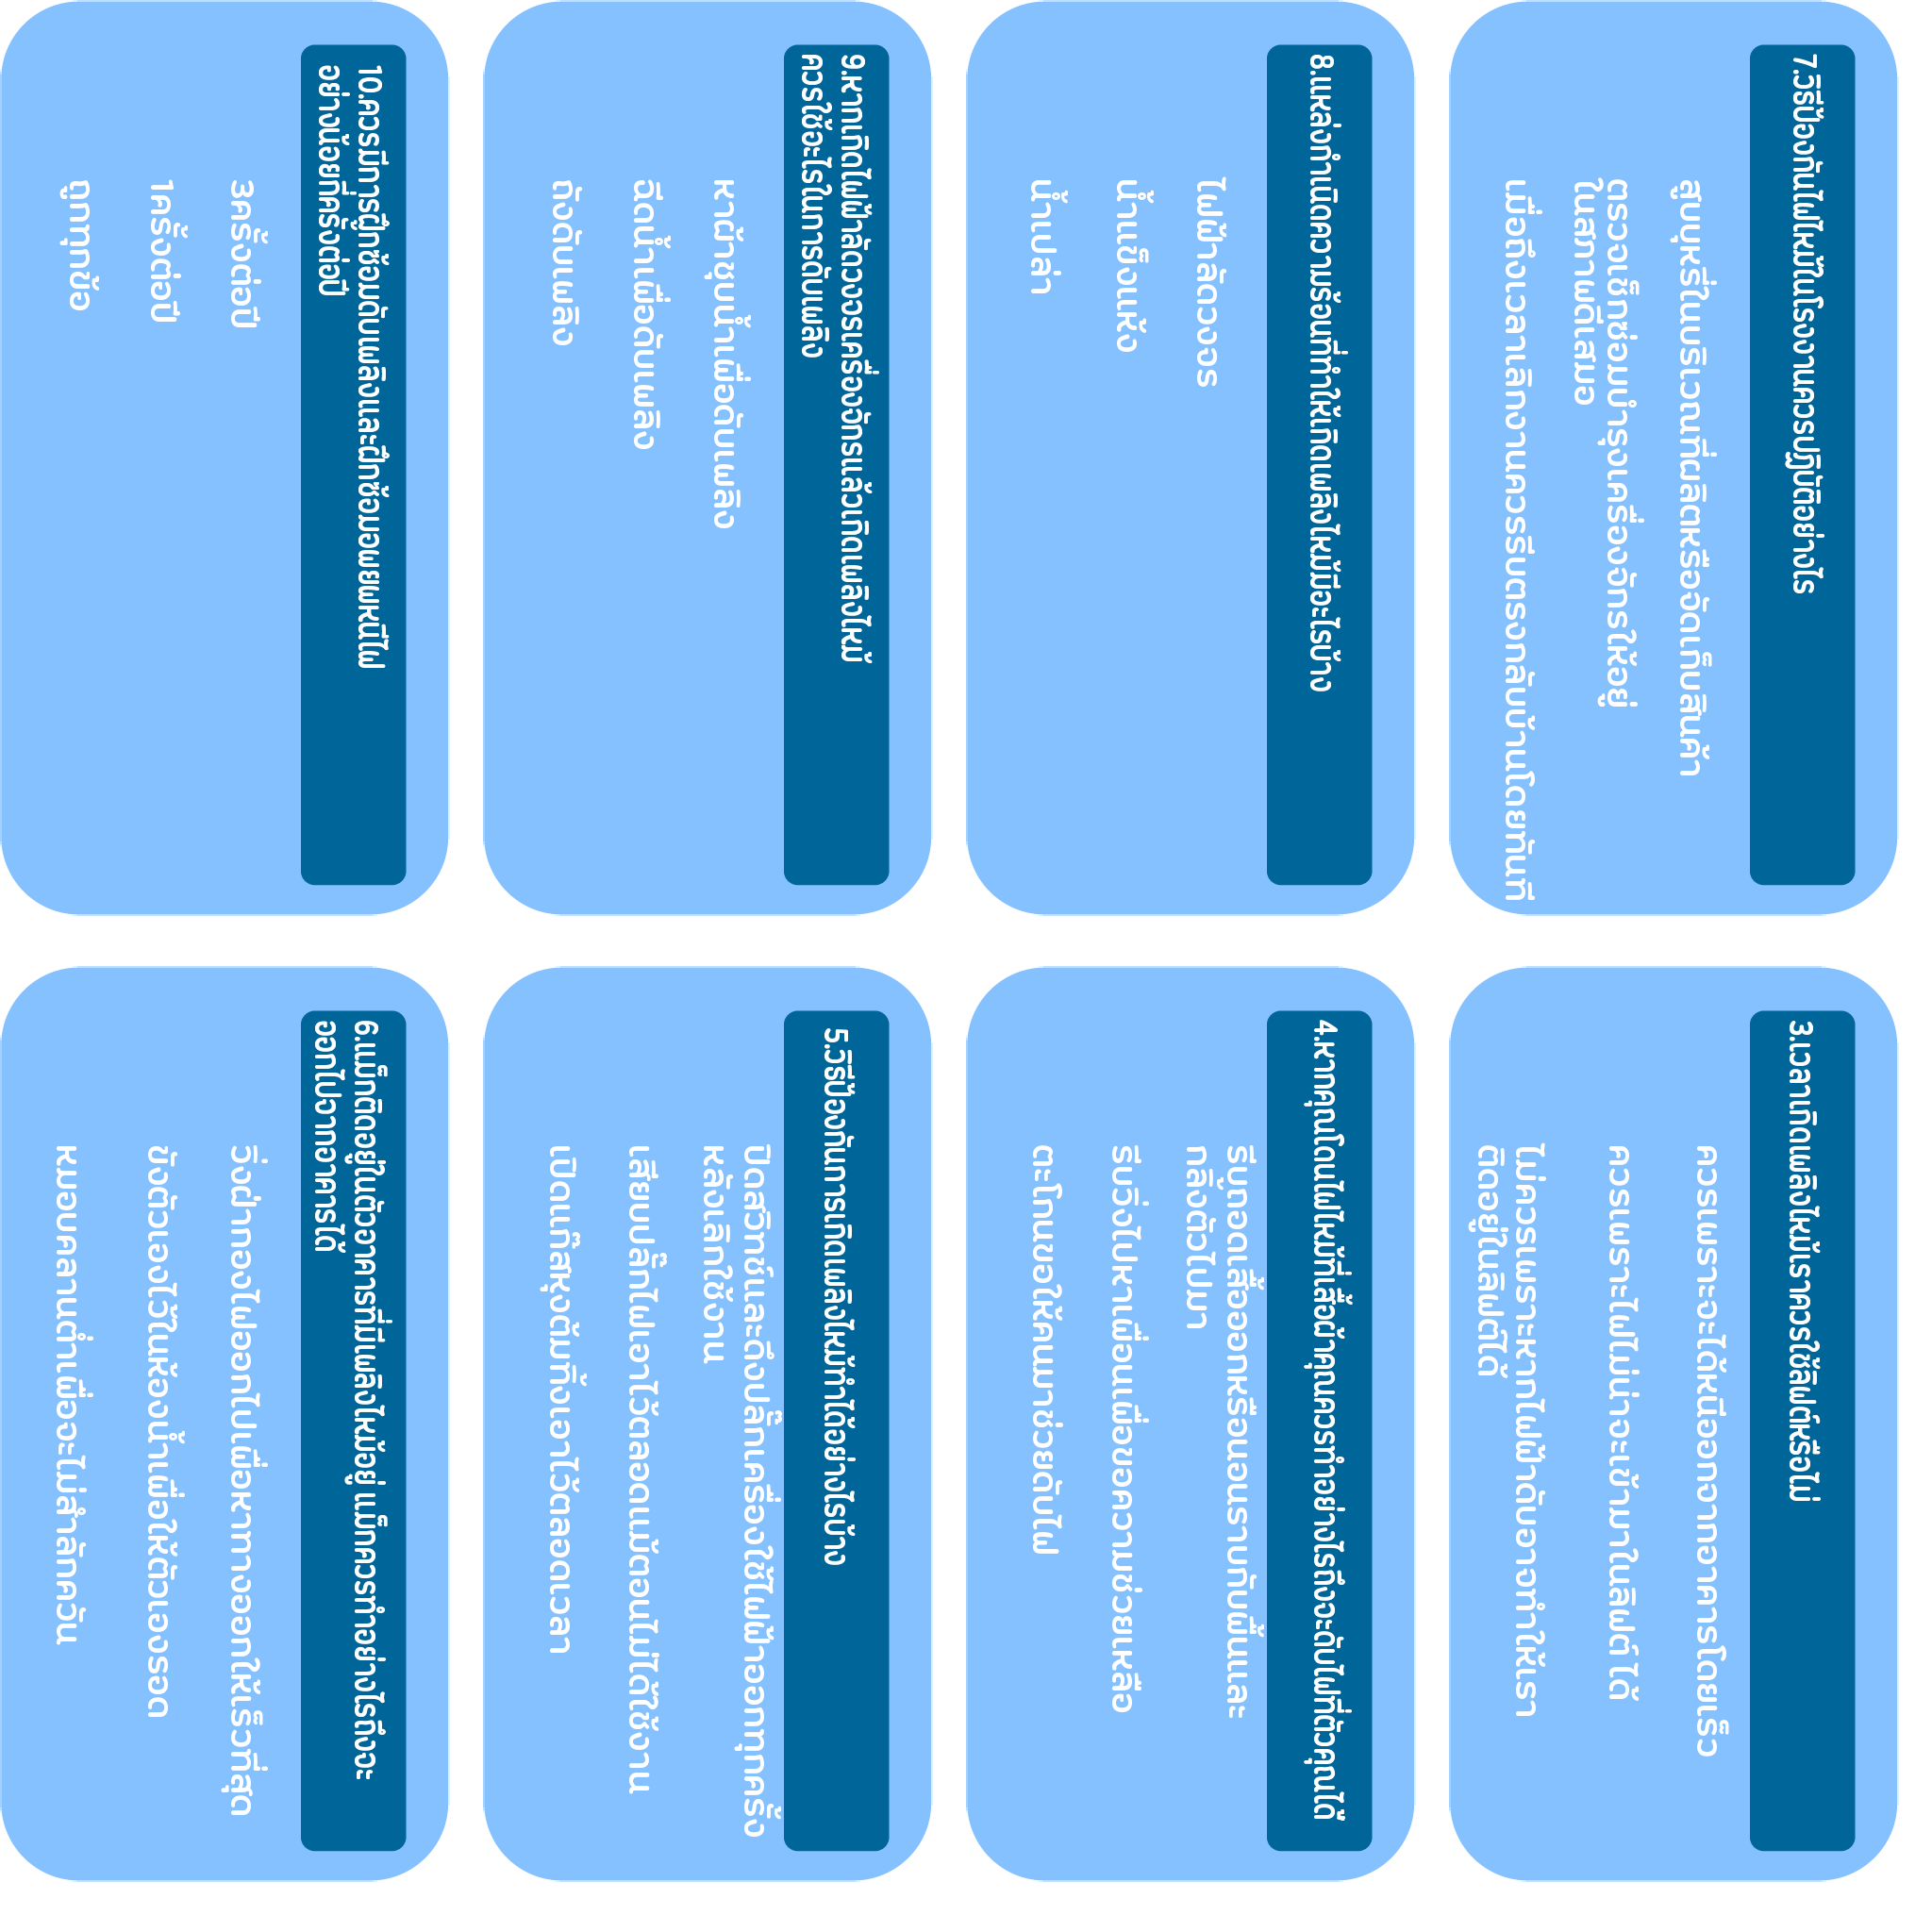 3.เวลาเกิดเพลิงไหม้เราควรใช้ลิฟต์หรือไม่
ควรเพราะจะได้หนีออกจากอาคารโดยเร็ว
ควรเพราะไฟไม่น่าจะเข้ามาในลิฟต์ได้
ไม่ควรเพราะหากไฟฟ้าดับอาจทำให้เรา
ติดอยู่ในลิฟต์ได้
4.หากคุณโดนไฟไหม้ที่เสื้อผ้าคุณควรทำอย่างไรถึงจะดับไฟที่ตัวคุณได้
รีบถอดเสื้อออกหรือนอนราบกับพื้นและ
กลิ้งตัวไปมา
รีบวิ่งไปหาเพื่อนเพื่อขอความช่วยเหลือ
ตะโกนขอให้คนมาช่วยดับไฟ
5.วิธีป้องกันการเกิดเพลิงไหม้ทำได้อย่างไรบ้าง
ปิดสวิทช์และดึงปลั๊กเครื่องใช้ไฟฟ้าออกทุกครั้ง
หลังเลิกใช้งาน
เสียบปลั๊กไฟเอาไว้ตลอดแม้ตอนไม่ได้ใช้งาน
เปิดแก๊สหุงต้มทิ้งเอาไว้ตลอดเวลา
6.แม็กติดอยู่ในตัวอาคารที่มีเพลิงไหม้อยู่ แม็กควรทำอย่างไรถึงจะ
ออกไปจากอาคารได้
วิ่งฝ่ากองไฟออกไปเพื่อหาทางออกให้เร็วที่สุด
ขังตัวเองไว้ในห้องน้ำเพื่อให้ตัวเองรอด
หมอบคลานต่ำเพื่อจะไม่สำลักควัน
7.วิธีป้องกันไฟไหม้ในโรงงานควรปฏิบัติอย่างไร
สูบบุหรี่ในบริเวณที่ผลิตหรือจัดเก็บสินค้า
ตรวจเช๊กซ่อมบำรุงเครื่องจักรให้อยู่
ในสภาพดีเสมอ
เมื่อถึงเวลาเลิกงานควรรีบตรงกลับบ้านโดยทันที
8.แหล่งกำเนิดความร้อนที่ทำให้เกิดเพลิงไหม้มีอะไรบ้าง
ไฟฟ้าลัดวงจร
น้ำแข็งแห้ง
น้ำเปล่า
9.หากเกิดไฟฟ้าลัดวงจรเครื่องจักรแล้วเกิดเพลิงไหม้
ควรใช้อะไรในการดับเพลิง
หาผ้าชุบน้ำเพื่อดับเพลิง
ฉีดน้ำเพื่อดับเพลิง
ถังดับเพลิง
10.ควรมีการฝึกซ้อมดับเพลิงและฝึกซ้อมอพยพหนีไฟ
อย่างน้อยกี่ครั้งต่อปี
3ครั้งต่อปี
1ครั้งต่อปี
ถูกทุกข้อ